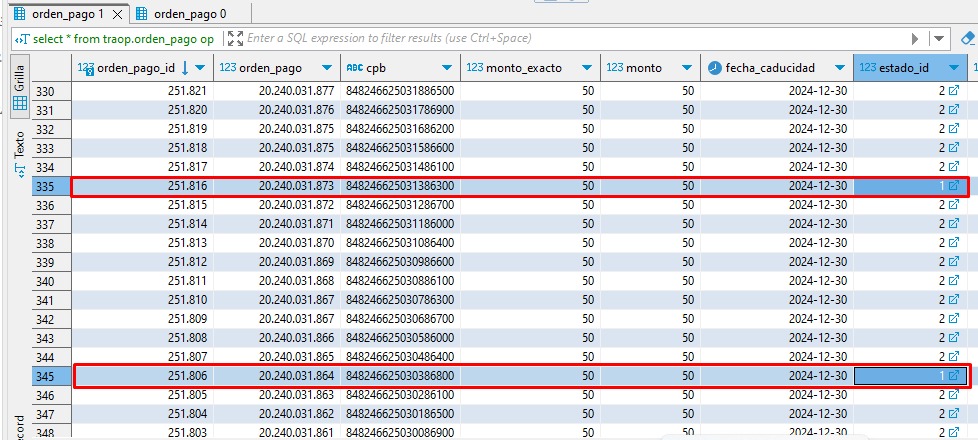 orden_pago 1 orden_pago 0
select * from traop.orden_pago op Enter a SQL expression to filter results (use Ctrl+Space)
Grilla
Texto
123 orden_pago_id 123 orden_pago ABC cpb 123 monto_exacto 123 monto fecha_caducidad 123 estado_id
330 251.821 20.240.031.877 848246625031886500 50 50 2024-12-30 2
331 251.820 20.240.031.876 848246625031786900 50 50 2024-12-30 2
332 251.819 20.240.031.875 848246625031686200 50 50 2024-12-30 2
333 251.818 20.240.031.875 848246625031586600 50 50 2024-12-30 2
334 251.817 20.240.031.874 848246625031486100 50 50 2024-12-30 2
335 251.816 20.240.031.873 848246625031386300 50 50 2024-12-30 1
336 251.815 20.240.031.872 848246625031286700 50 50 2024-12-30 2
337 251.814 20.240.031.871 848246625031186000 50 50 2024-12-30 2
338 251.813 20.240.031.870 848246625031086400 50 50 2024-12-30 2
339 251.812 20.240.031.869 848246625030986600 50 50 2024-12-30 2
340 251.811 20.240.031.868 848246625030886100 50 50 2024-12-30 2
341 251.810 20.240.031.867 848246625030786300 50 50 2024-12-30 2
342 251.809 20.240.031.867 848246625030686700 50 50 2024-12-30 2
343 251.808 20.240.031.866 848246625030586000 50 50 2024-12-30 2
344 251.807 20.240.031.865 848246625030486400 50 50 2024-12-30 2
345 251.806 20.240.031.864 848246625030386800 50 50 2024-12-30 1
346 251.805 20.240.031.863 848246625030286100 50 50 2024-12-30 2
347 251.804 20.240.031.862 848246625030186500 50 50 2024-12-30 2
348 251.803 20.240.031.861 848246625030086900 50 50 2024-12-30 2